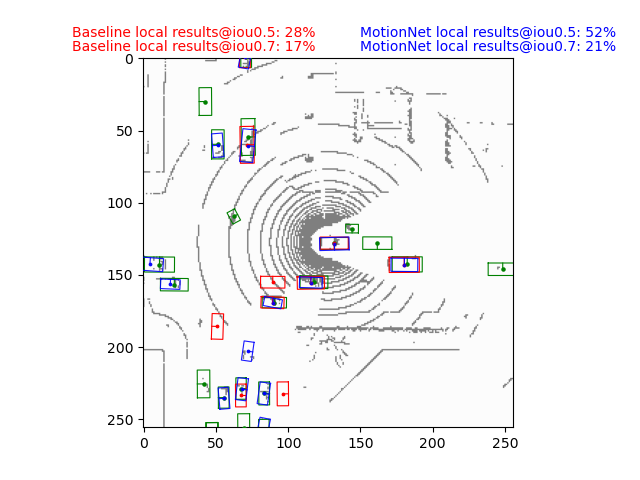 Baseline local results@iou0.5: 28%
Baseline local results@iou0.7: 17%
MotionNet local results@iou0.5: 52%
MotionNet local results@iou0.7: 21%
0
50
100
150
200
250
0 50 100 150 200 250